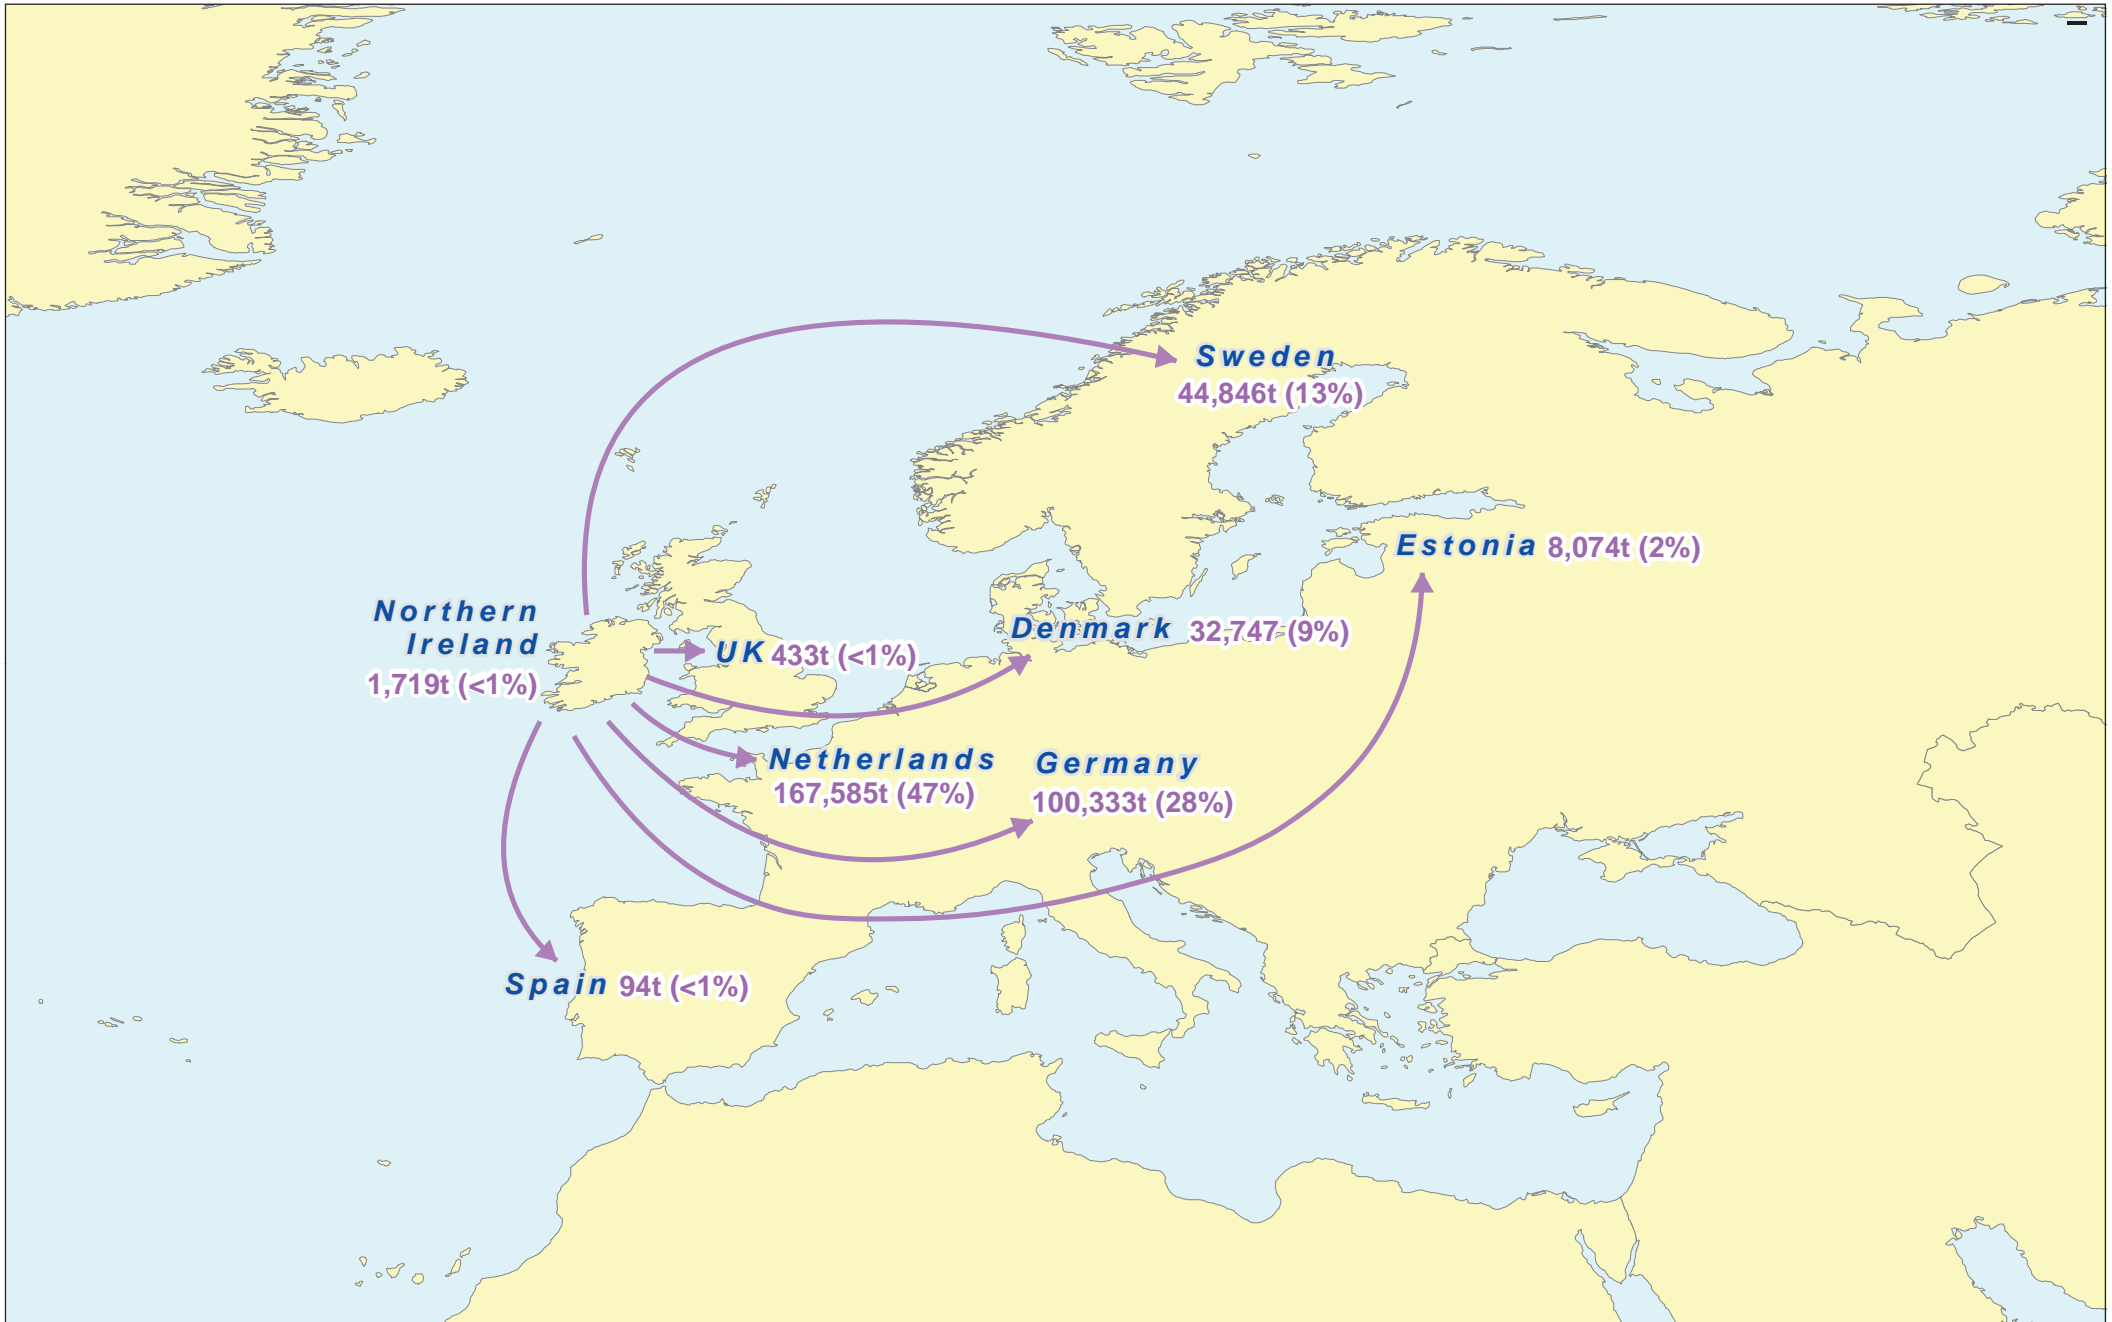 Sweden
44,846t (13%)
Estonia 8,074t (2%)
Northern
Ireland
1,719t (<1%)
UK 433t (<1%)
Denmark 32,747 (9%)
Netherlands
167,585t (47%)
Germany
100,333t (28%)
Spain 94t (<1%)